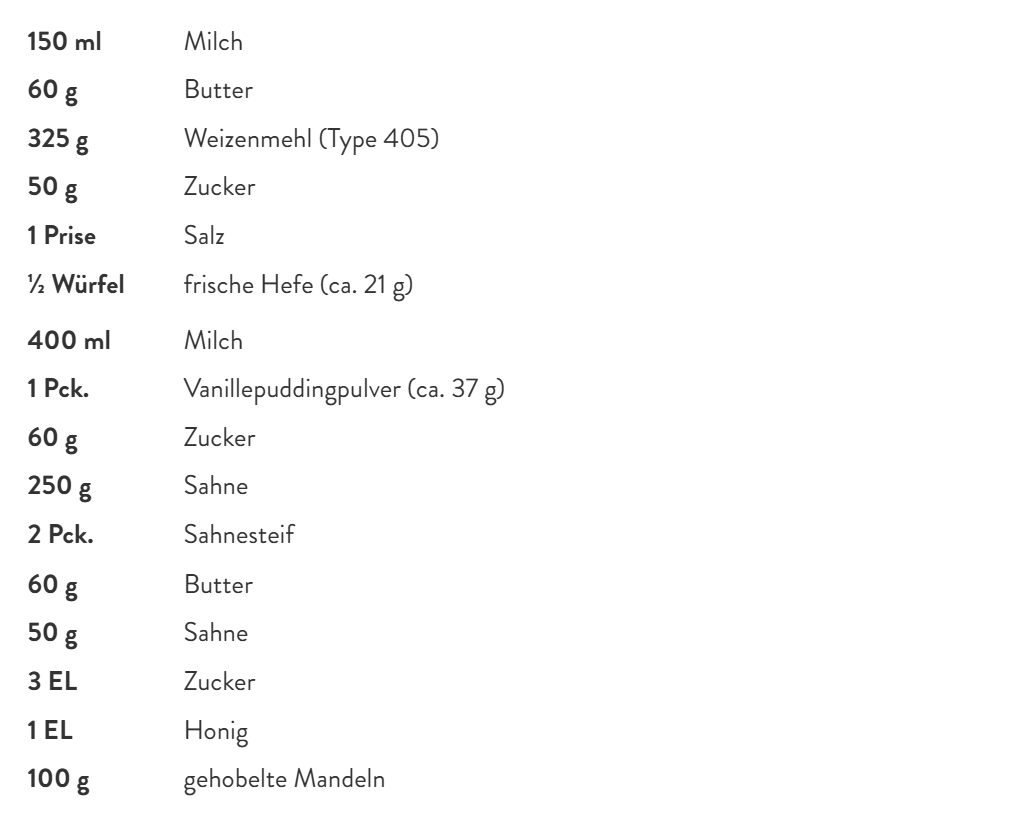 150 ml Milch
60 g Butter
325 g Weizenmehl (Type 405)
50 g Zucker
1 Prise Salz
½ Würfel frische Hefe (ca. 21 g)
400 ml Milch
1 Pck. Vanillepuddingpulver (ca. 37 g)
60 g Zucker
250 g Sahne
2 Pck. Sahnesteif
60 g Butter
50 g Sahne
3 EL Zucker
1 EL Honig
100 g gehobelte Mandeln